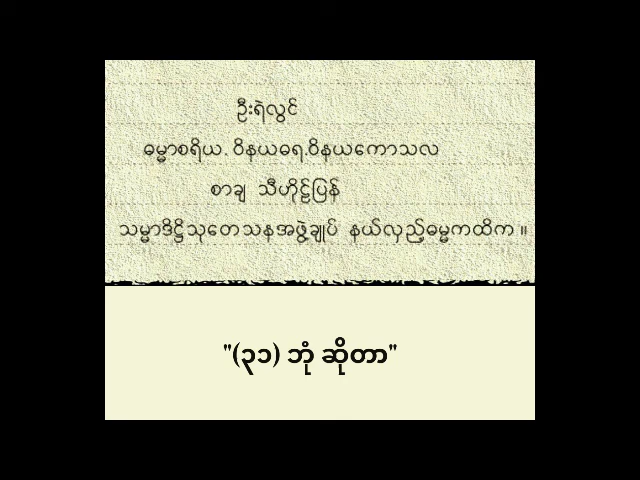 ဦးရဲလွင်
ဓမ္မာစရိယ, ဝိနယဓရ,ဝိနယကောသလ
စာချ သီဟိုဠ်ပြန်
သမ္မာဒိဋ္ဌိသုတေသနအဖွဲ့ချုပ် နယ်လှည့်ဓမ္မကထိက ။
"(၃၁) ဘုံ ဆိုတာ"